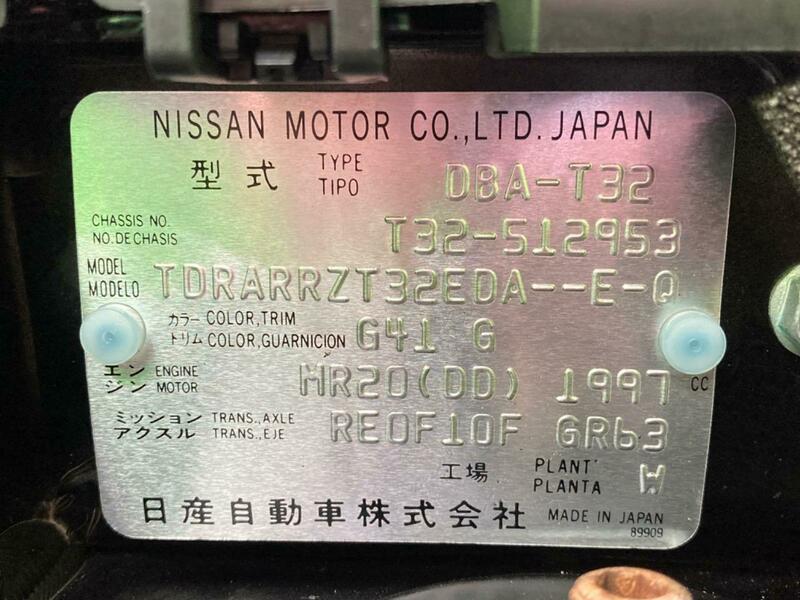 NISSAN MOTOR CO.,LTD. JAPAN
型式 TYPE TIPO DBA-T32
CHASSIS NO. NO.DECHASIS T32-512953
MODEL MODELO TDRARRZT32EDA--E-Q
カラー COLOR,TRIM
トリム COLOR,GUARNICION G41 G
エン ENGINE
ジン MOTOR MR20(DD) 1997 CC
ミッション TRANS.,AXLE
アクスル TRANS.,EJE RE0F10F GR63
工場 PLANT PLANTA W
日産自動車株式会社 MADE IN JAPAN
89909